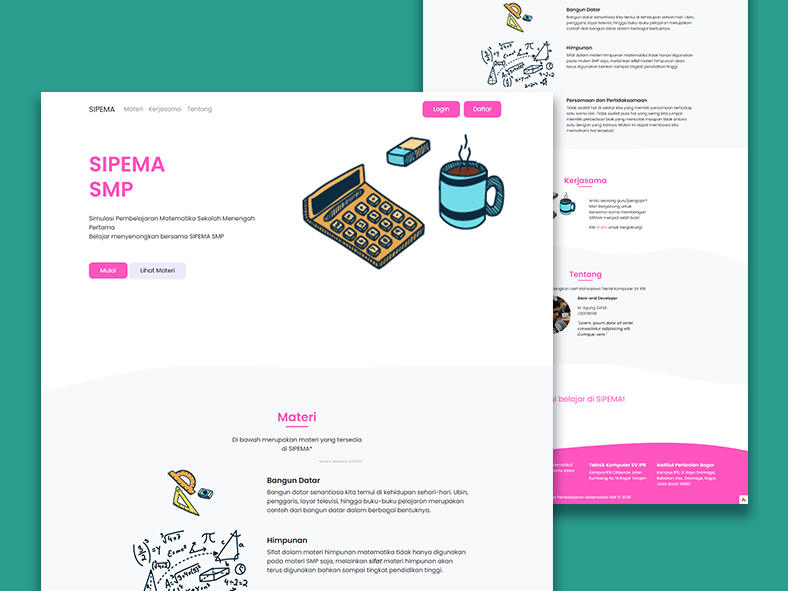 SIPEMA
Materi
Kerjasama
Tentang
Login
Daftar
SIPEMA
SMP
Simulasi Pembelajaran Matematika Sekolah Menengah
Pertama
Belajar menyenangkan bersama SIPEMA SMP
Mulai
Lihat Materi
Materi
Di bawah merupakan materi yang tersedia
di SIPEMA*
Bangun Datar
Bangun datar senantiasa kita temui di kehidupan sehari-hari. Ubin,
penggaris, layar televisi, hingga buku-buku pelajaran merupakan
contoh dari bangun datar dalam berbagai bentuknya.
Himpunan
Sifat dalam materi himpunan matematika tidak hanya digunakan
pada materi SMP saja, melainkan sifat materi himpunan akan
terus digunakan bahkan sampai tingkat pendidikan tinggi.
Bangun Datar
Bangun datar senantiasa kita temui di kehidupan sehari-hari. Ubin,
penggaris, layar televisi, hingga buku-buku pelajaran merupakan
contoh dari bangun datar dalam berbagai bentuknya.
Himpunan
Sifat dalam materi himpunan matematika tidak hanya digunakan
pada materi SMP saja, melainkan sifat materi himpunan akan
terus digunakan bahkan sampai tingkat pendidikan tinggi.
Persamaan dan Pertidaksamaan
Tidak sedikit hal di sekitar kita yang memiliki persamaan terhadap
satu sama lain. Tidak sedikit pula hal yang sering kita jumpai
memiliki perbedaan baik yang mencolok maupun tidak antara
satu dengan yang lainnya. Materi ini dapat membawa kita
memahami hal tersebut!
Kerjasama
Anda seorang guru/pengajar?
Mari bergabung untuk
bersama-sama membangun
SIPEMA menjadi lebih baik!
Klik di sini untuk bergabung!
Tentang
Mahasiswa Teknik Komputer SV IPB
Back-end Developer
M. Agung Zuhdi
"Lorem, ipsum dolor sit amet
consectetur adipisicing elit.
Cumque, vero."
belajar di SIPEMA!
Teknik Komputer SV IPB
Kampus IPB Cilibende Jalan
Kumbang No 14 Bogor Tengah
Institut Pertanian Bogor
Kampus IPB, Jl. Raya Dramaga,
Babakan, Kec. Dramaga, Bogor,
Jawa Barat 16680
Pembelajaran Matematika SMP © 2020